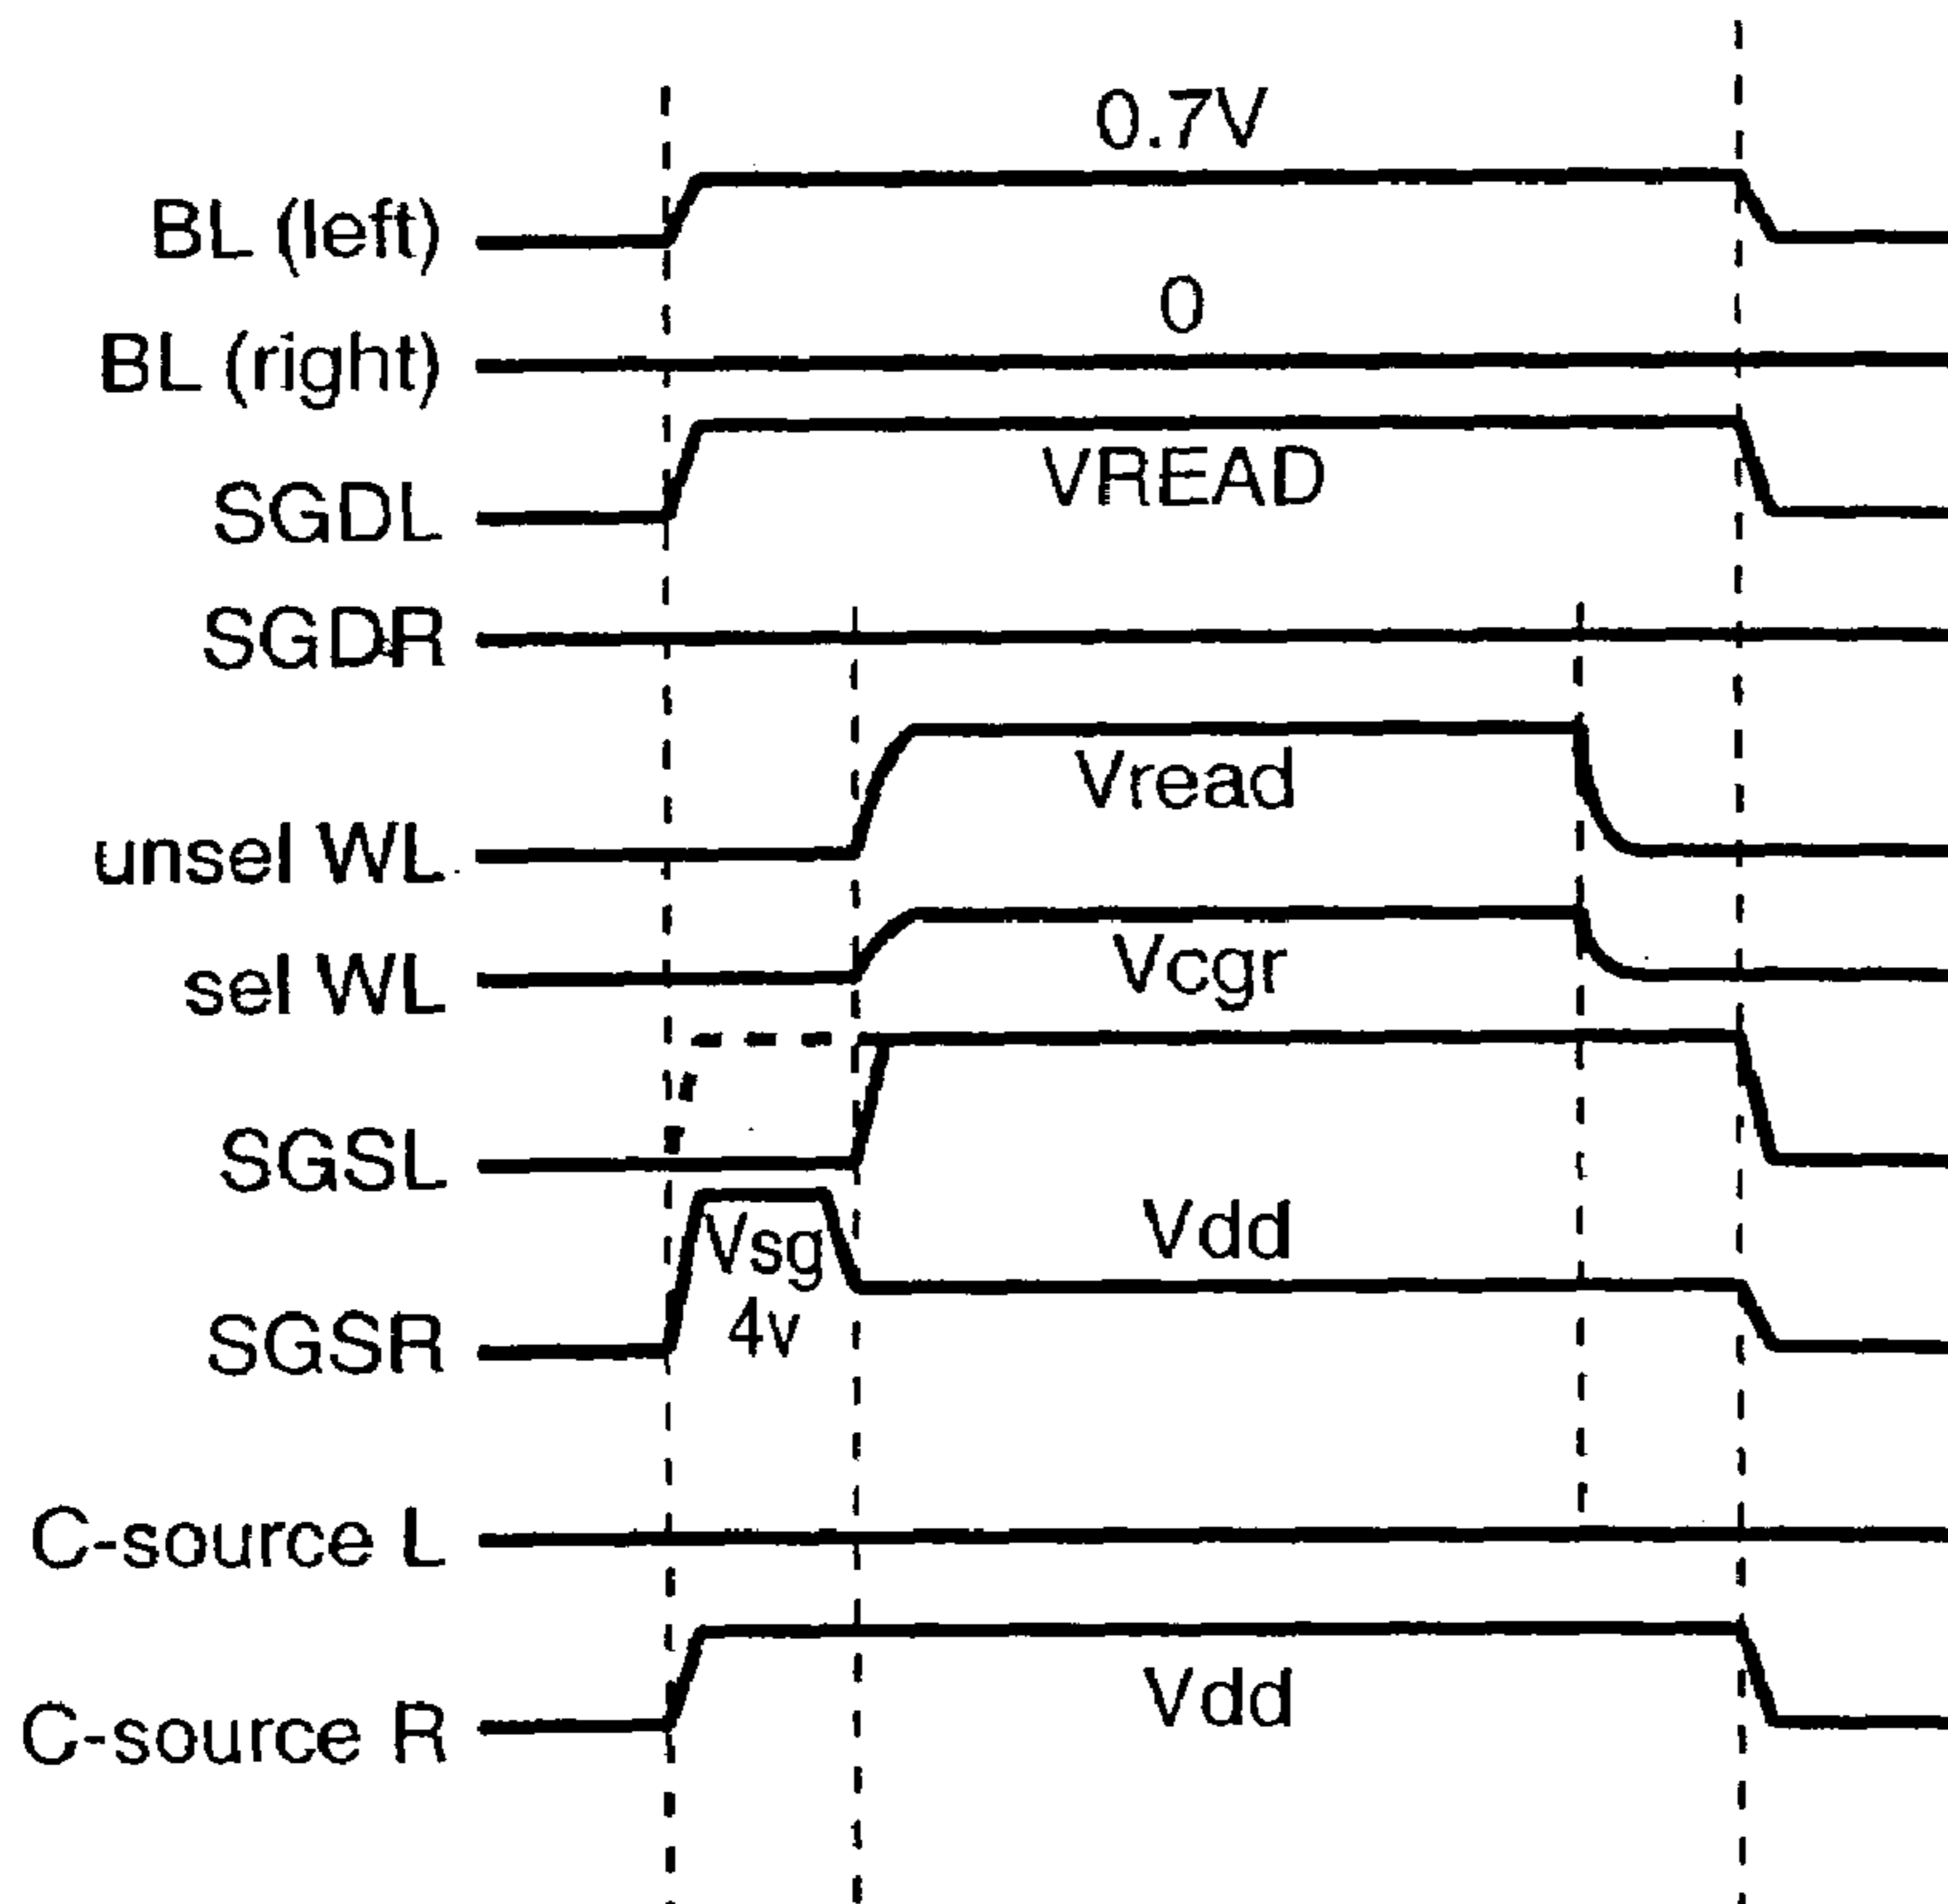 0.7V
BL (left)
0
BL (right)
VREAD
SGDL
SGDR
Vread
unsel WL
Vcgr
sel WL
SGSL
Vsg
4v
Vdd
SGSR
C-source L
Vdd
C-source R